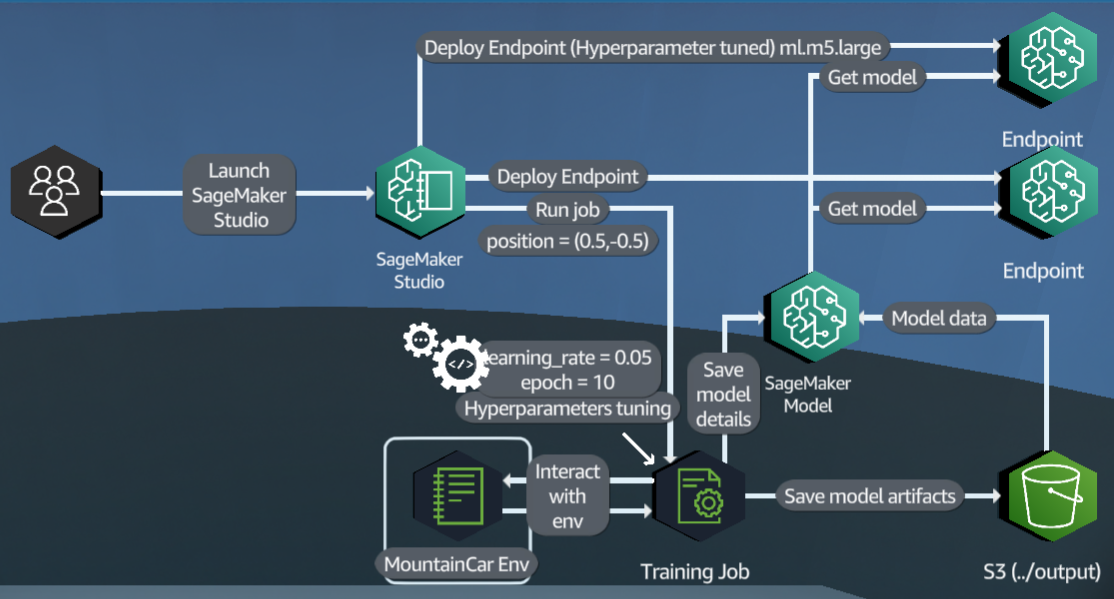 Deploy Endpoint (Hyperparameter tuned) ml.m5.large
Get model
Endpoint
Launch
SageMaker
Studio
Deploy Endpoint
Run job
position = (0.5,-0.5)
SageMaker
Studio
Get model
Endpoint
Model data
learning_rate = 0.05
epoch = 10
Hyperparameters tuning
Save
model
details
SageMaker
Model
Interact
with
env
Save model artifacts
MountainCar Env
Training Job
S3 (../output)